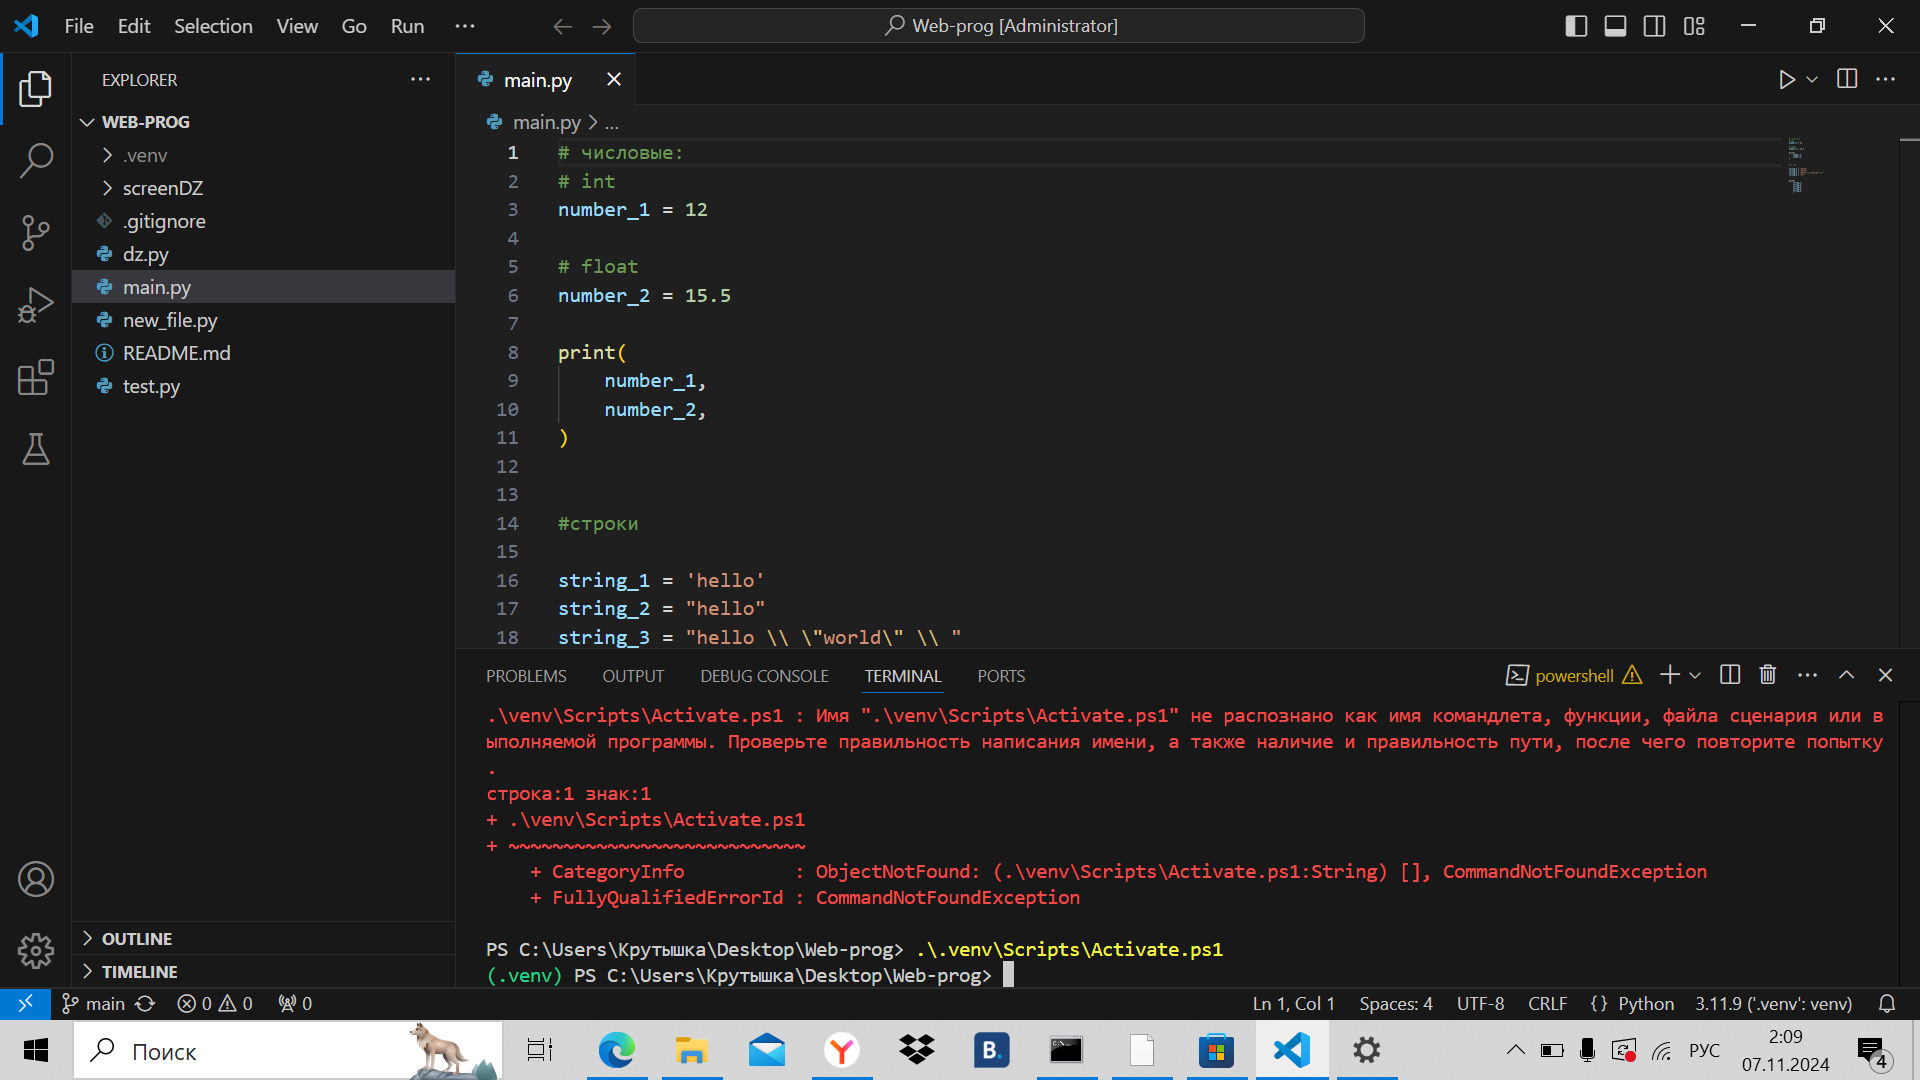 File Edit Selection View Go Run ...
Web-prog [Administrator]
EXPLORER
WEB-PROG
.venv
screenDZ
.gitignore
dz.py
main.py
new_file.py
README.md
test.py
OUTLINE
TIMELINE
main.py
main.py > ...
1 # числовые:
2 # int
3 number_1 = 12
4
5 # float
6 number_2 = 15.5
7
8 print(
9     number_1,
10     number_2,
11 )
12
13
14 #строки
15
16 string_1 = 'hello'
17 string_2 = "hello"
18 string_3 = "hello \\ \"world\" \\ "
PROBLEMS OUTPUT DEBUG CONSOLE TERMINAL PORTS
powershell
.\venv\Scripts\Activate.ps1 : Имя ".\venv\Scripts\Activate.ps1" не распознано как имя командлета, функции, файла сценария или в
ыполняемой программы. Проверьте правильность написания имени, а также наличие и правильность пути, после чего повторите попытку
.
строка:1 знак:1
+ .\venv\Scripts\Activate.ps1
+ ~~~~~~~~~~~~~~~~~~~~~~~~~~~
    + CategoryInfo          : ObjectNotFound: (.\venv\Scripts\Activate.ps1:String) [], CommandNotFoundException
    + FullyQualifiedErrorId : CommandNotFoundException
PS C:\Users\Крутышка\Desktop\Web-prog> .\.venv\Scripts\Activate.ps1
(.venv) PS C:\Users\Крутышка\Desktop\Web-prog>
main 0 0 0
Ln 1, Col 1 Spaces: 4 UTF-8 CRLF {} Python 3.11.9 ('.venv': venv)
Поиск
B.
РУС
2:09
07.11.2024
4